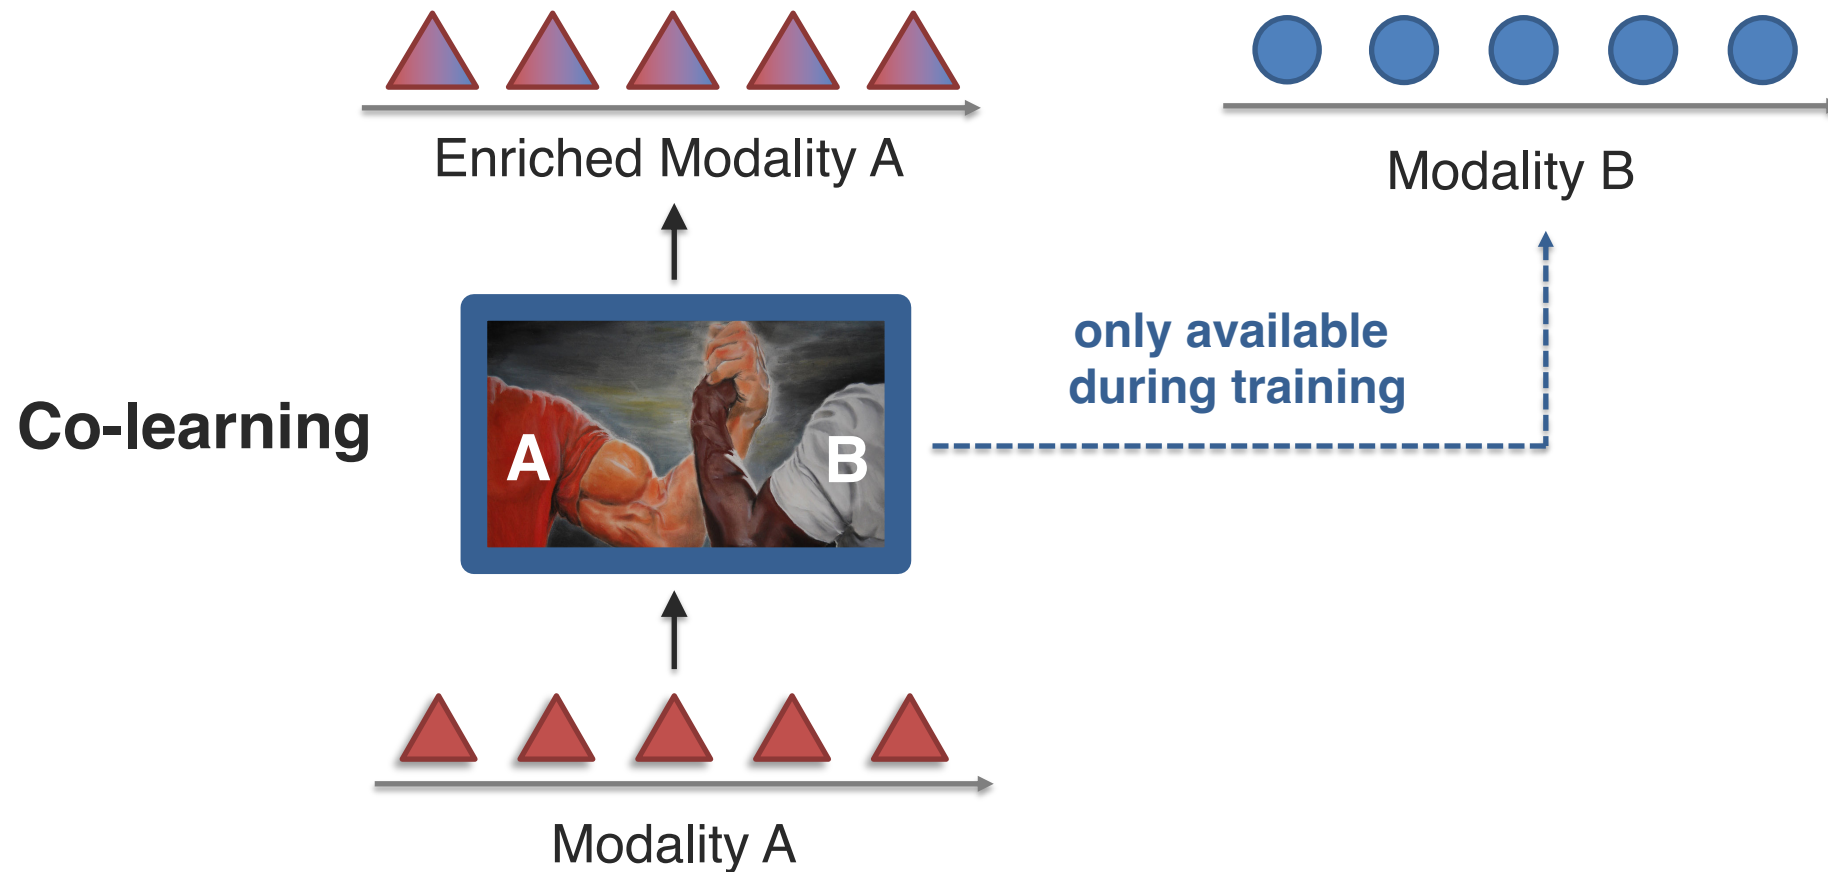 Enriched Modality A
Modality B
only available
during training
Co-learning
A
B
Modality A